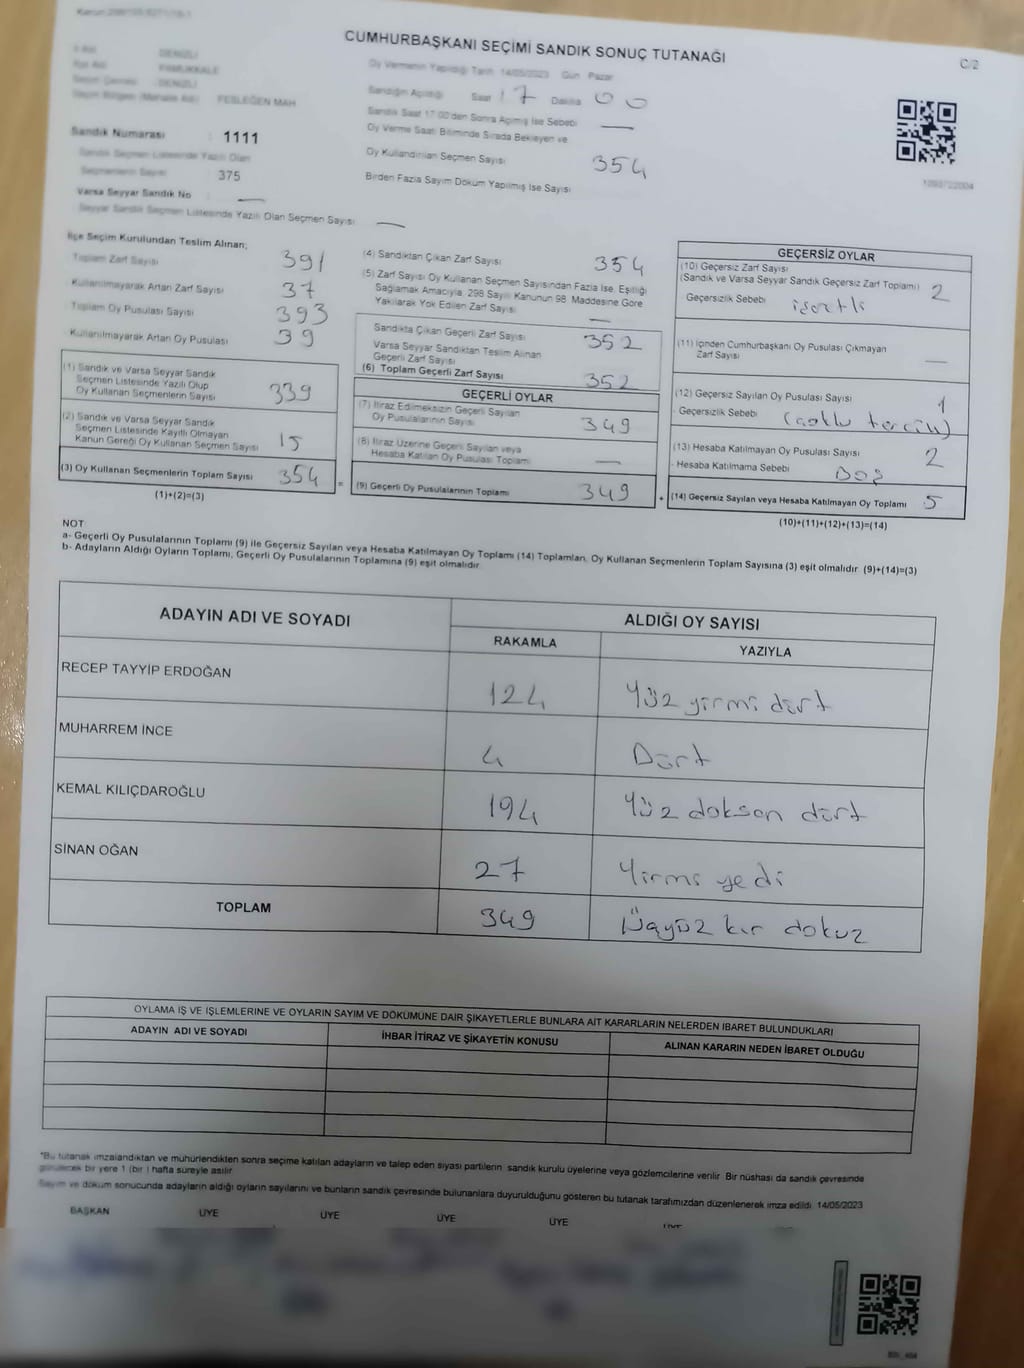 CUMHURBAŞKANI SEÇİMİ SANDIK SONUÇ TUTANAĞI
C/2
İl Adı : DENİZLİ
İlçe Adı : PAMUKKALE
Seçim Çevresi : DENİZLİ
Seçim Bölgesi (Mahalle Adı) : FESLEĞEN MAH
Sandık Numarası : 1111
Sandık Seçmen Listesinde Yazılı Olan
Seçmenlerin Sayısı : 375
Varsa Seyyar Sandık No : —
Seyyar Sandık Seçmen Listesinde Yazılı Olan Seçmen Sayısı : —
Oy Vermenin Yapıldığı Tarih 14/05/2023 Gün Pazar
Sandığın Açıldığı Saat 17 Dakika 00
Sandık Saat 17.00'den Sonra Açımış İse Sebebi —
Oy Verme Saati Bitiminde Sırada Bekleyen ve
Oy Kullandırılan Seçmen Sayısı 354
Birden Fazla Sayım Döküm Yapılmış İse Sayısı
İlçe Seçim Kurulundan Teslim Alınan;
Toplam Zarf Sayısı 391
Kullanılmayarak Artan Zarf Sayısı 37
Toplam Oy Pusulası Sayısı 393
Kullanılmayarak Artan Oy Pusulası 39
(1) Sandık ve Varsa Seyyar Sandık
Seçmen Listesinde Yazılı Olup
Oy Kullanan Seçmenlerin Sayısı 339
(2) Sandık ve Varsa Seyyar Sandık
Seçmen Listesinde Kayıtlı Olmayan
Kanun Gereği Oy Kullanan Seçmen Sayısı 15
(3) Oy Kullanan Seçmenlerin Toplam Sayısı 354
(1)+(2)=(3)
=
(4) Sandıktan Çıkan Zarf Sayısı 354
(5) Zarf Sayısı Oy Kullanan Seçmen Sayısından Fazla İse, Eşitliği
Sağlamak Amacıyla, 298 Sayılı Kanunun 98. Maddesine Göre
Yakılarak Yok Edilen Zarf Sayısı —
Sandıkta Çıkan Geçerli Zarf Sayısı 352
Varsa Seyyar Sandıktan Teslim Alınan
Geçerli Zarf Sayısı
(6) Toplam Geçerli Zarf Sayısı 352
GEÇERLİ OYLAR
(7) İtiraz Edilmeksizin Geçerli Sayılan
Oy Pusulalarının Sayısı 349
(8) İtiraz Üzerine Geçerli Sayılan veya
Hesaba Katılan Oy Pusulası Toplamı —
(9) Geçerli Oy Pusulalarının Toplamı 349
+
GEÇERSİZ OYLAR
(10) Geçersiz Zarf Sayısı
(Sandık ve Varsa Seyyar Sandık Geçersiz Zarf Toplamı) 2
Geçersizlik Sebebi işaretli
(11) İçinden Cumhurbaşkanı Oy Pusulası Çıkmayan
Zarf Sayısı —
(12) Geçersiz Sayılan Oy Pusulası Sayısı 1
- Geçersizlik Sebebi (çoklu tercih)
(13) Hesaba Katılmayan Oy Pusulası Sayısı 2
- Hesaba Katılmama Sebebi Boş
(14) Geçersiz Sayılan veya Hesaba Katılmayan Oy Toplamı 5
(10)+(11)+(12)+(13)=(14)
NOT
a- Geçerli Oy Pusulalarının Toplamı (9) ile Geçersiz Sayılan veya Hesaba Katılmayan Oy Toplamı (14) Toplamları, Oy Kullanan Seçmenlerin Toplam Sayısına (3) eşit olmalıdır. (9)+(14)=(3)
b- Adayların Aldığı Oyların Toplamı, Geçerli Oy Pusulalarının Toplamına (9) eşit olmalıdır.
ADAYIN ADI VE SOYADI
ALDIĞI OY SAYISI
RAKAMLA YAZIYLA
RECEP TAYYİP ERDOĞAN 124 Yüz yirmi dört
MUHARREM İNCE 4 Dört
KEMAL KILIÇDAROĞLU 194 Yüz doksan dört
SİNAN OĞAN 27 Yirmi yedi
TOPLAM 349 Üçyüz kır dokuz
OYLAMA İŞ VE İŞLEMLERİNE VE OYLARIN SAYIM VE DÖKÜMÜNE DAİR ŞİKAYETLERLE BUNLARA AİT KARARLARIN NELERDEN İBARET BULUNDUKLARI
ADAYIN ADI VE SOYADI İHBAR İTİRAZ VE ŞİKAYETİN KONUSU ALINAN KARARIN NEDEN İBARET OLDUĞU
*Bu tutanak imzalandıktan ve mühürlendikten sonra seçime katılan adayların ve talep eden siyasi partilerin sandık kurulu üyelerine veya gözlemcilerine verilir. Bir nüshası da sandık çevresinde
görülecek bir yere 1 (bir) hafta süreyle asılır.
Sayım ve döküm sonucunda adayların aldığı oyların sayılarını ve bunların sandık çevresinde bulunanlara duyurulduğunu gösteren bu tutanak tarafımızdan düzenlenerek imza edildi. 14/05/2023
BAŞKAN ÜYE ÜYE ÜYE ÜYE ÜYE